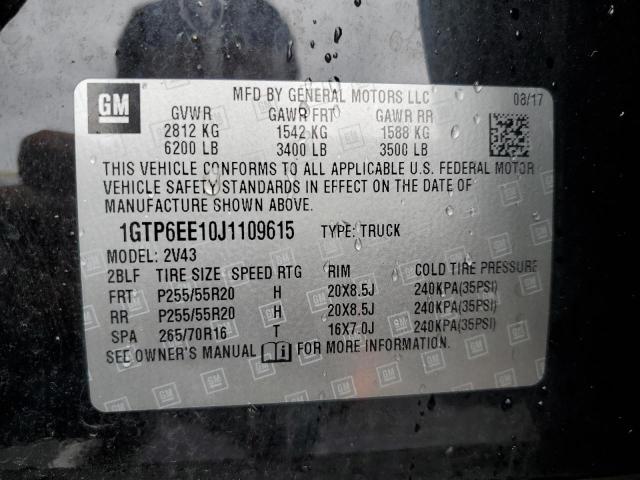 GM
MFD BY GENERAL MOTORS LLC 08/17
GVWR GAWR FRT GAWR RR
2812 KG 1542 KG 1588 KG
6200 LB 3400 LB 3500 LB
THIS VEHICLE CONFORMS TO ALL APPLICABLE U.S. FEDERAL MOTOR
VEHICLE SAFETY STANDARDS IN EFFECT ON THE DATE OF
MANUFACTURE SHOWN ABOVE.
1GTP6EE10J1109615 TYPE: TRUCK
MODEL: 2V43
2BLF TIRE SIZE SPEED RTG RIM COLD TIRE PRESSURE
FRT P255/55R20 H 20X8.5J 240KPA(35PSI)
RR P255/55R20 H 20X8.5J 240KPA(35PSI)
SPA 265/70R16 T 16X7.0J 240KPA(35PSI)
SEE OWNER'S MANUAL FOR MORE INFORMATION.